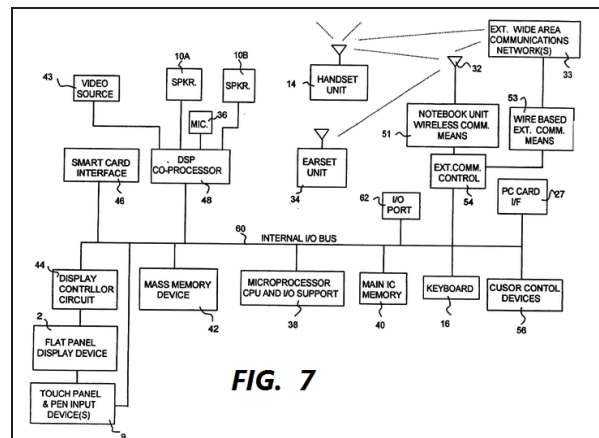 EXT. WIDE AREA
COMMUNICATIONS
NETWORK(S)
33
10A
10B
43
VIDEO
SOURCE
SPKR.
SPKR.
36
MIC.
14
HANDSET
UNIT
32
53
NOTEBOOK UNIT
WIRELESS COMM.
MEANS
51
WIRE BASED
EXT. COMM.
MEANS
SMART CARD
INTERFACE
46
DSP
CO-PROCESSOR
48
EARSET
UNIT
34
EXT.COMM.
CONTROL
54
62
I/O
PORT
PC CARD
I/F
27
60
INTERNAL I/O BUS
44
DISPLAY
CONTRLLOR
CIRCUIT
MASS MEMORY
DEVICE
42
MICROPROCESSOR
CPU AND I/O SUPPORT
38
MAIN IC
MEMORY
40
KEYBOARD
16
CUSOR CONTOL
DEVICES
56
2
FLAT PANEL
DISPLAY DEVICE
TOUCH PANEL
& PEN INPUT
DEVICE(S)
9
FIG. 7